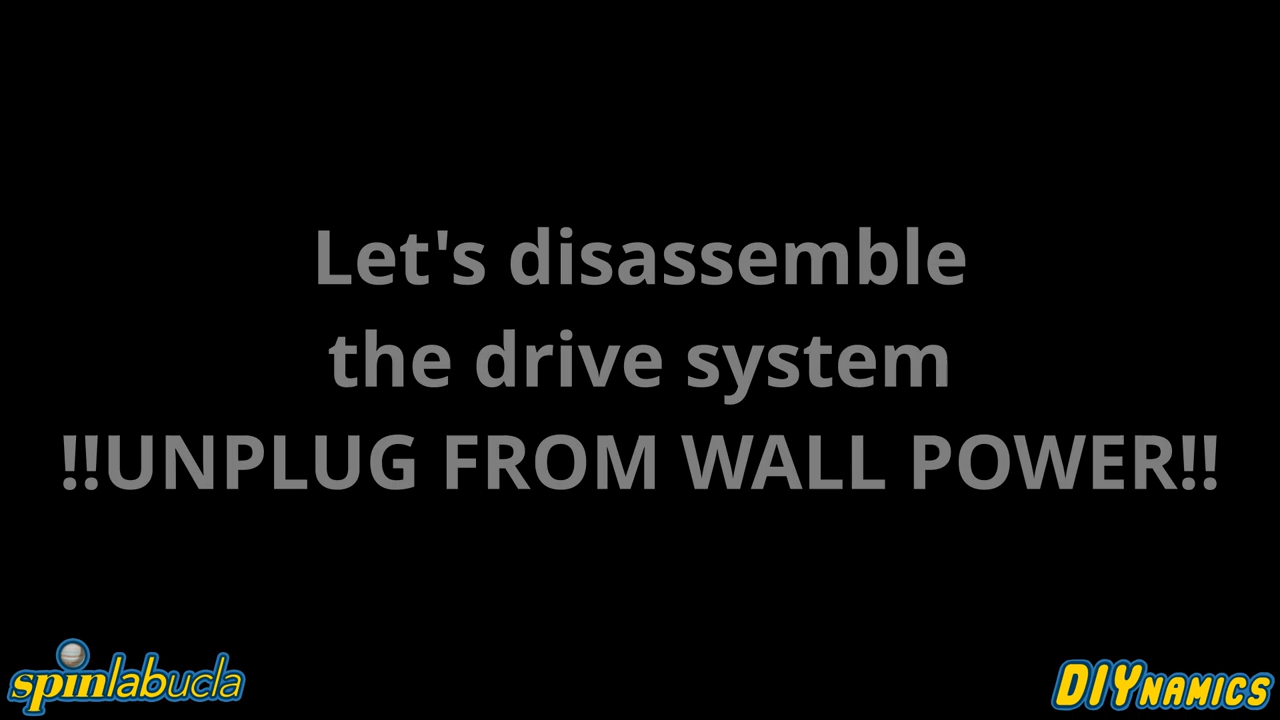 Let's disassemble
the drive system
!!UNPLUG FROM WALL POWER!!
spinlabucla
DIYNAMICS